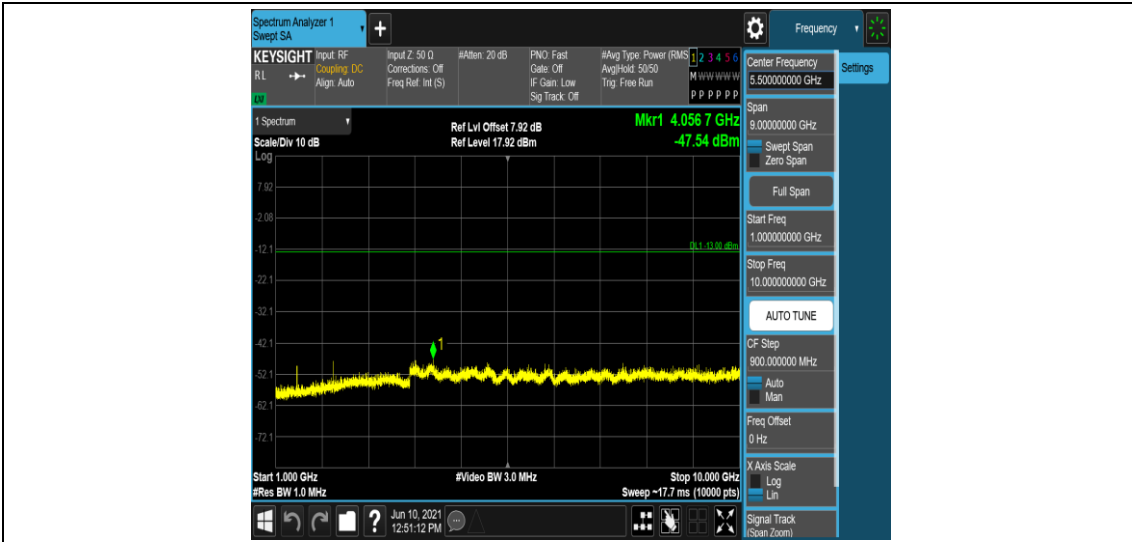 Spectrum Analyzer 1
Swept SA
+
Frequency
KEYSIGHT
RL
LXI
Input: RF
Coupling: DC
Align: Auto
Input Z: 50 Ω
Corrections: Off
Freq Ref: Int (S)
#Atten: 20 dB
PNO: Fast
Gate: Off
IF Gain: Low
Sig Track: Off
#Avg Type: Power (RMS
Avg|Hold: 50/50
Trig: Free Run
1 2 3 4 5 6
M W W W W W
P P P P P P
1 Spectrum
Scale/Div 10 dB
Log
Ref Lvl Offset 7.92 dB
Ref Level 17.92 dBm
Mkr1 4.056 7 GHz
-47.54 dBm
7.92
-2.08
-12.1
DL1 -13.00 dBm
-22.1
-32.1
-42.1
1
-52.1
-62.1
-72.1
Start 1.000 GHz
#Res BW 1.0 MHz
#Video BW 3.0 MHz
Stop 10.000 GHz
Sweep ~17.7 ms (10000 pts)
?
Jun 10, 2021
12:51:12 PM
Center Frequency
5.500000000 GHz
Settings
Span
9.00000000 GHz
Swept Span
Zero Span
Full Span
Start Freq
1.000000000 GHz
Stop Freq
10.000000000 GHz
AUTO TUNE
CF Step
900.000000 MHz
Auto
Man
Freq Offset
0 Hz
X Axis Scale
Log
Lin
Signal Track
(Span Zoom)